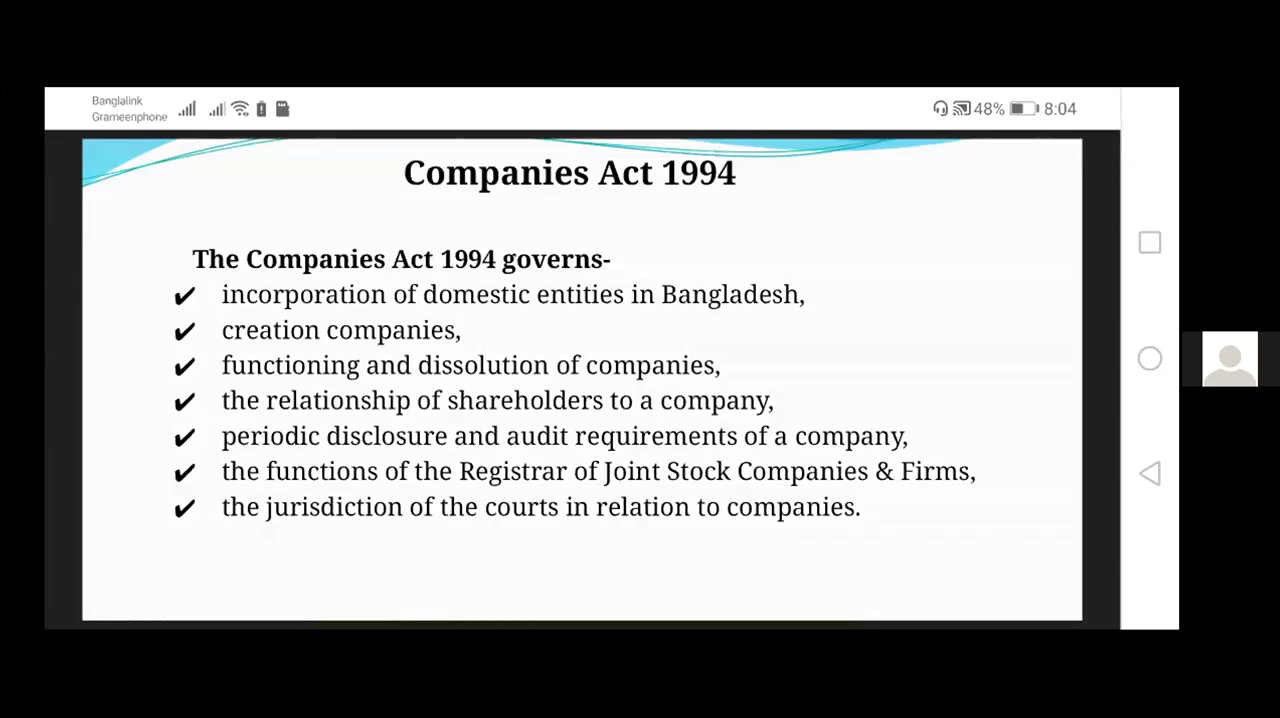 Banglalink
Grameenphone
48% 8:04
Companies Act 1994
The Companies Act 1994 governs-
✔ incorporation of domestic entities in Bangladesh,
✔ creation companies,
✔ functioning and dissolution of companies,
✔ the relationship of shareholders to a company,
✔ periodic disclosure and audit requirements of a company,
✔ the functions of the Registrar of Joint Stock Companies & Firms,
✔ the jurisdiction of the courts in relation to companies.